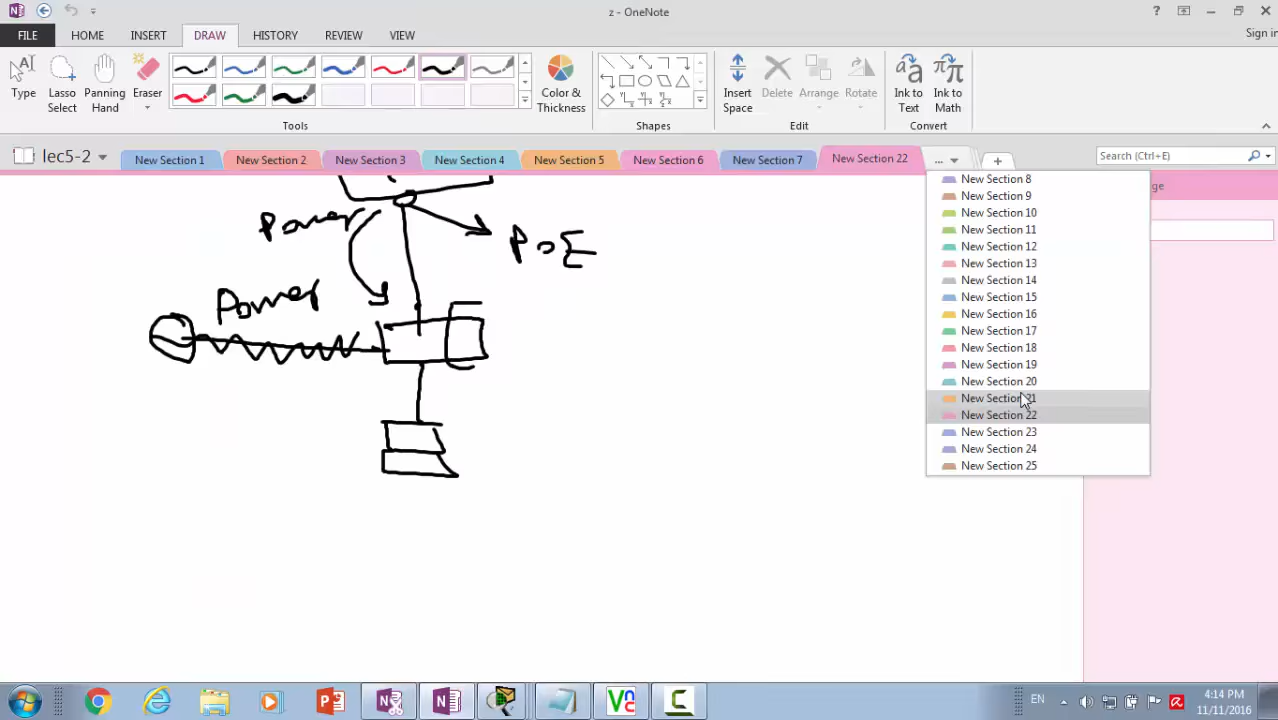 z - OneNote
?
Sign in
FILE
HOME
INSERT
DRAW
HISTORY
REVIEW
VIEW
Type
Lasso Select
Panning Hand
Eraser
Color & Thickness
Insert Space
Delete
Arrange
Rotate
Ink to Text
Ink to Math
Tools
Shapes
Edit
Convert
lec5-2
New Section 1
New Section 2
New Section 3
New Section 4
New Section 5
New Section 6
New Section 7
New Section 22
...
Search (Ctrl+E)
New Section 8
New Section 9
New Section 10
New Section 11
New Section 12
New Section 13
New Section 14
New Section 15
New Section 16
New Section 17
New Section 18
New Section 19
New Section 20
New Section 21
New Section 22
New Section 23
New Section 24
New Section 25
Power
PoE
Power
EN
4:14 PM
11/11/2016